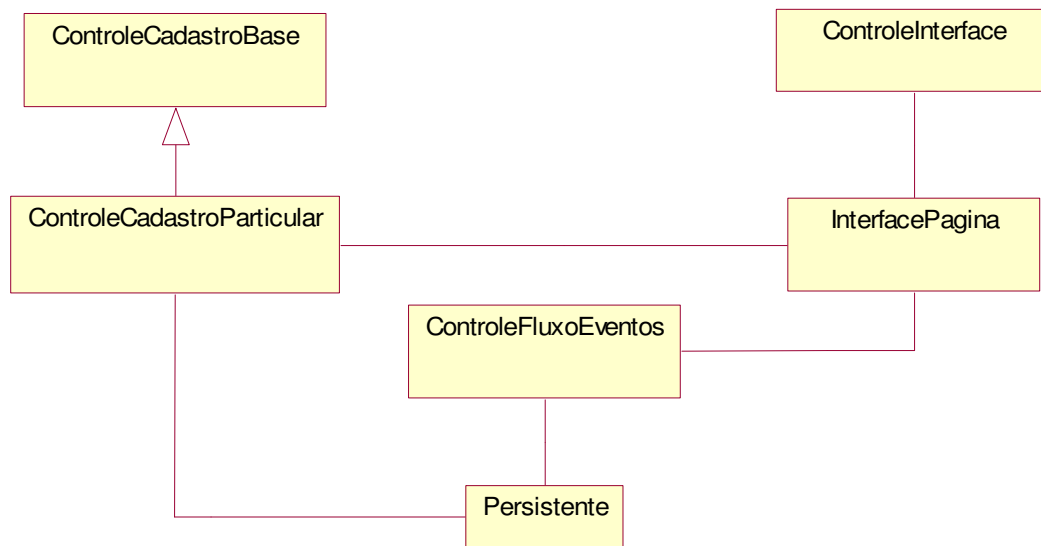 ControleCadastroBase
ControleInterface
ControleCadastroParticular
InterfacePagina
ControleFluxoEventos
Persistente